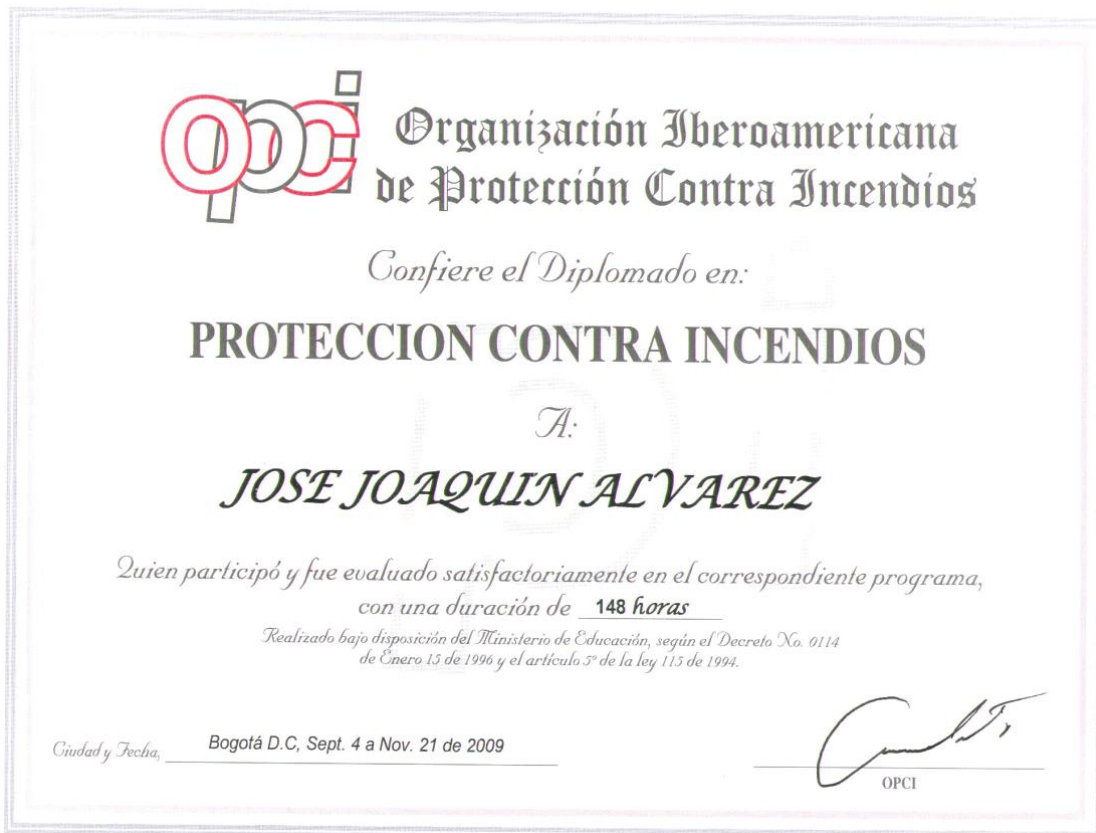 opci
Organización Iberoamericana
de Protección Contra Incendios
Confiere el Diplomado en:
PROTECCION CONTRA INCENDIOS
A:
JOSE JOAQUIN ALVAREZ
Quien participó y fue evaluado satisfactoriamente en el correspondiente programa,
con una duración de 148 horas
Realizado bajo disposición del Ministerio de Educación, según el Decreto No. 0114
de Enero 15 de 1996 y el artículo 5º de la ley 115 de 1994.
Ciudad y Fecha, Bogotá D.C, Sept. 4 a Nov. 21 de 2009
OPCI